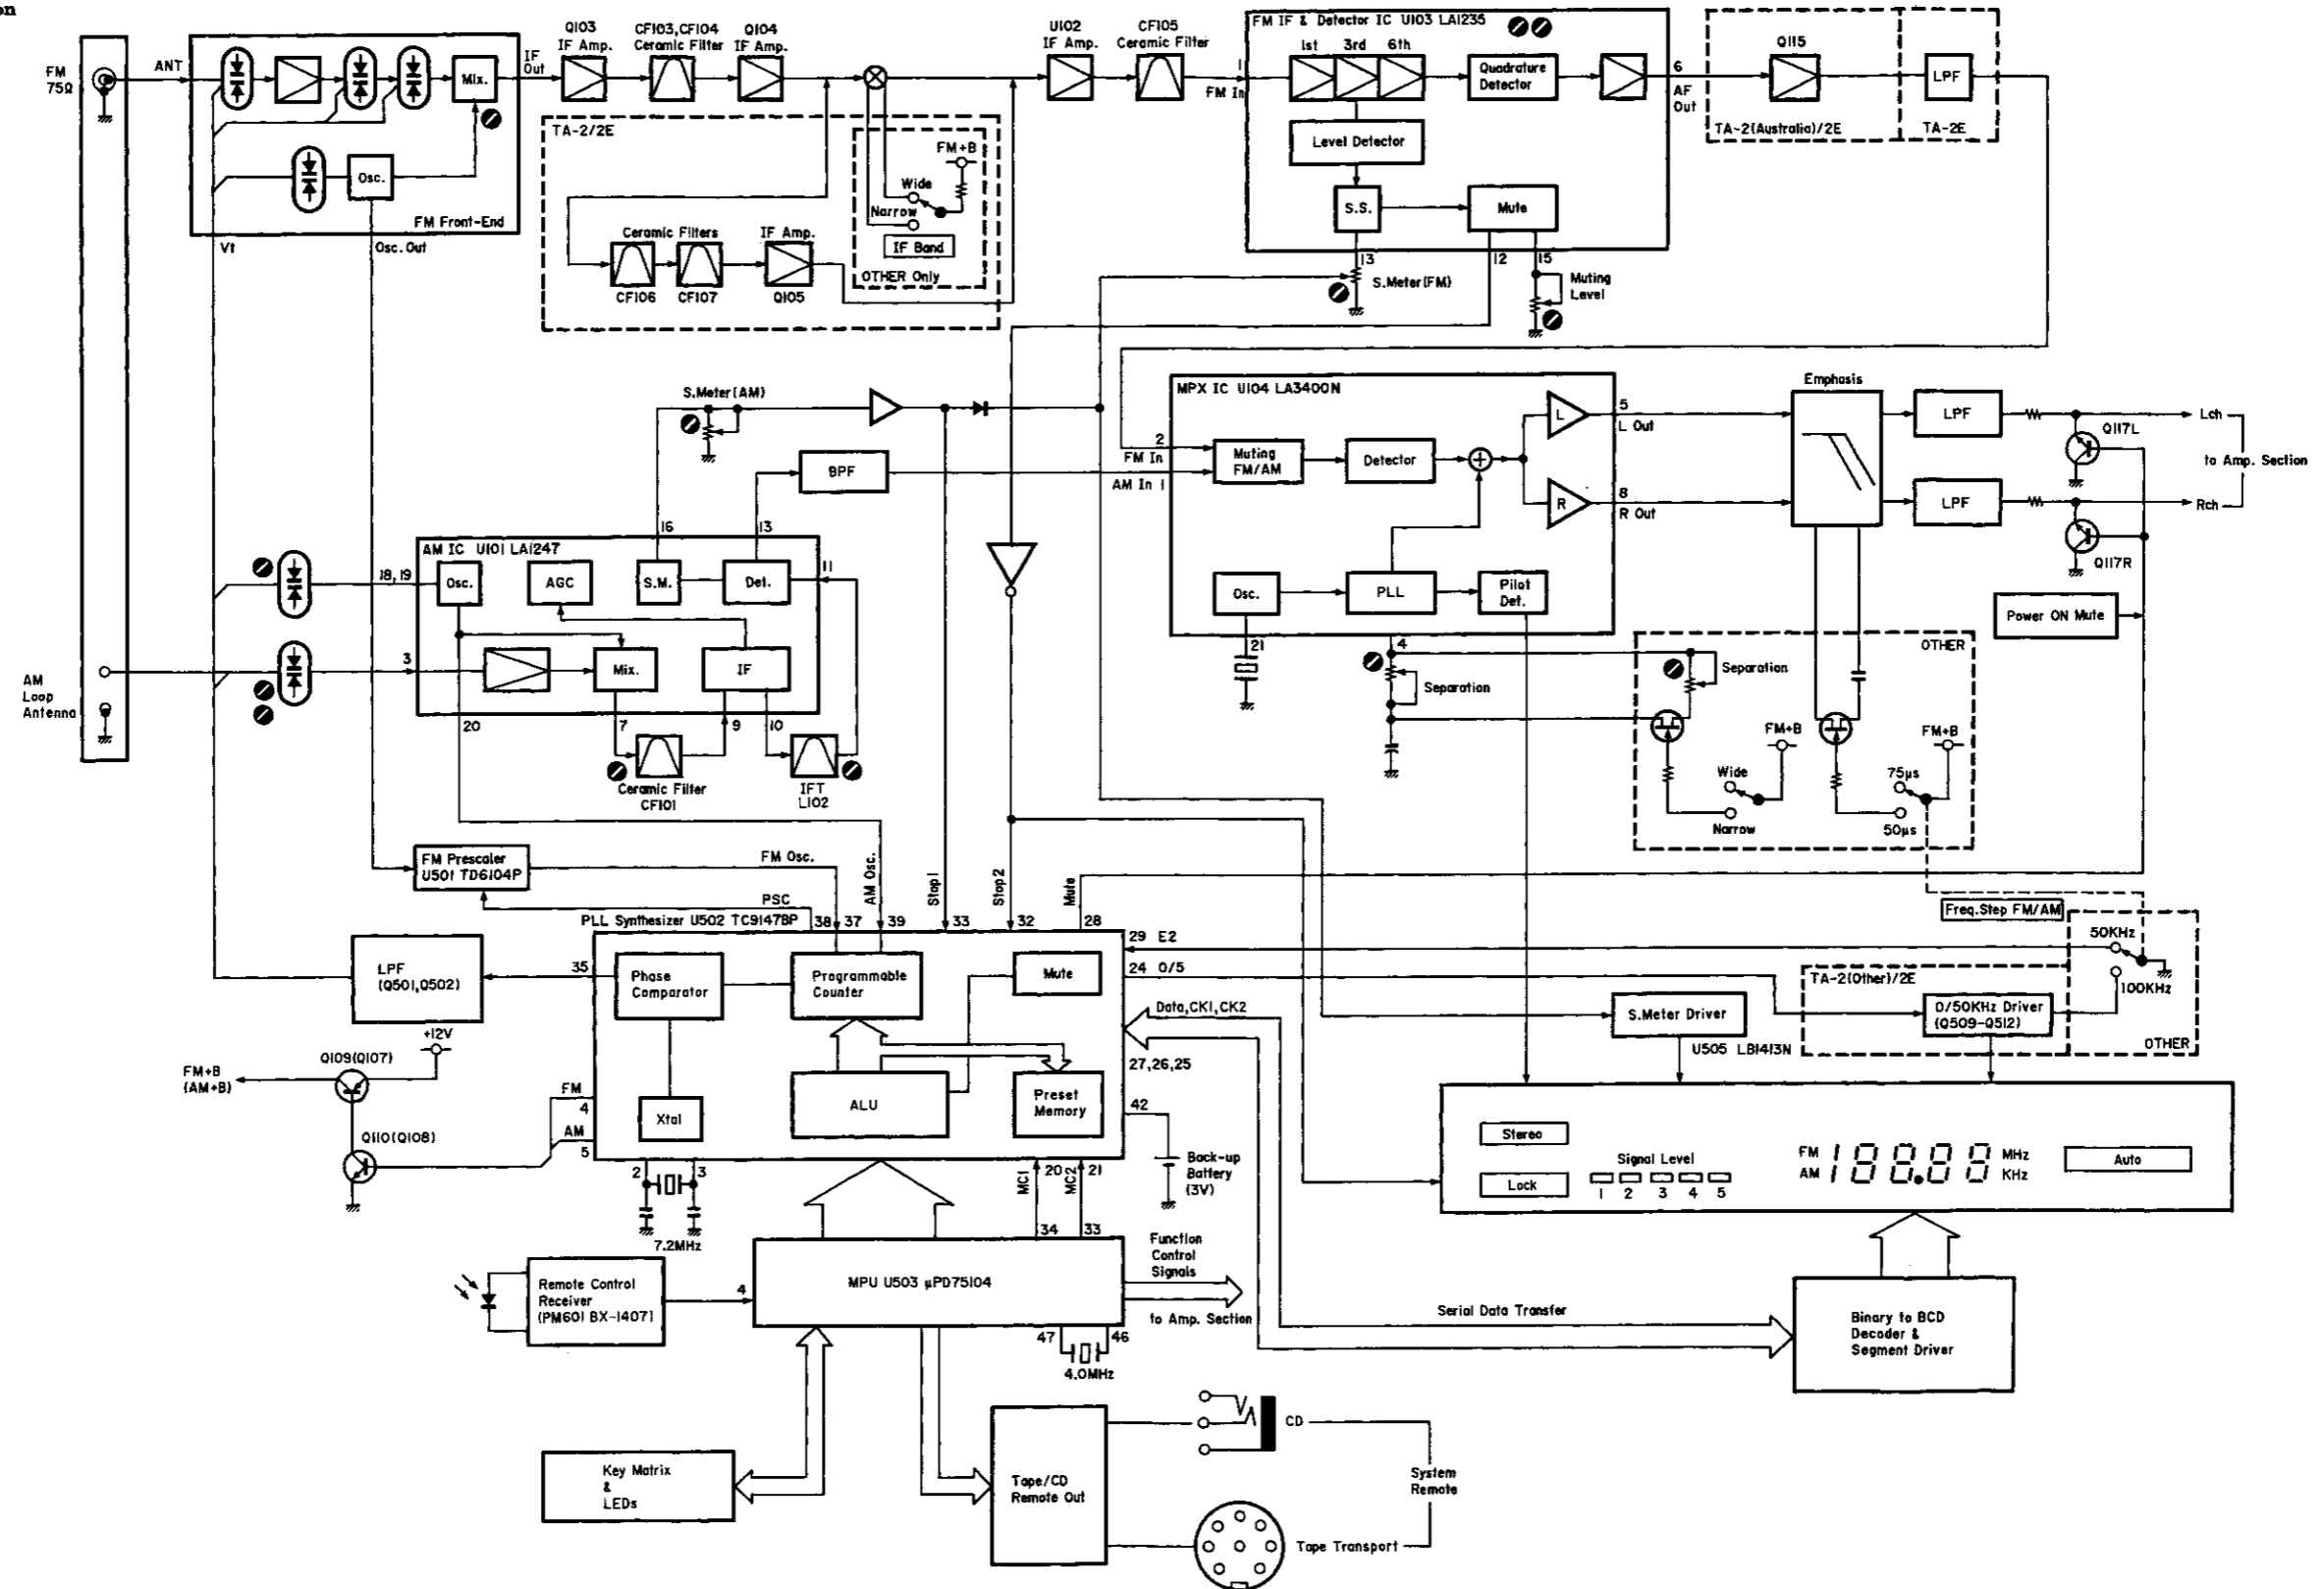 on
FM
75Ω
ANT
Mix.
Osc.
FM Front-End
Vt
Osc. Out
IF
Out
Q103
IF Amp.
CF103,CF104
Ceramic Filter
Q104
IF Amp.
TA-2/2E
Ceramic Filters
IF Amp.
CF106
CF107
Q105
FM+B
Wide
Narrow
IF Band
OTHER Only
U102
IF Amp.
CF105
Ceramic Filter
1
FM In
FM IF & Detector IC U103 LA1235
1st
3rd
6th
Quadrature
Detector
Level Detector
S.S.
Mute
13
12
15
S.Meter(FM)
Muting
Level
6
AF
Out
Q115
LPF
TA-2(Australia)/2E
TA-2E
S.Meter(AM)
BPF
MPX IC U104 LA3400N
2
FM In
AM In 1
Muting
FM/AM
Detector
L
R
5
L Out
8
R Out
Osc.
PLL
Pilot
Det.
21
4
Separation
Emphasis
LPF
LPF
Lch
Q117L
to Amp. Section
Rch
Q117R
Power ON Mute
OTHER
Separation
FM+B
FM+B
Wide
Narrow
75μs
50μs
AM IC U101 LA1247
16
13
11
18,19
Osc.
AGC
S.M.
Det.
3
Mix.
IF
20
7
9
10
Ceramic Filter
CF101
IFT
L102
AM
Loop
Antenna
FM Prescaler
U501 TD6104P
FM Osc.
PSC
AM Osc.
Stop1
Stop2
Mute
PLL Synthesizer U502 TC9147BP
38
37
39
33
32
28
LPF
(Q501,Q502)
35
Phase
Comparator
Programmable
Counter
Mute
29 E2
24 0/5
Data,CK1,CK2
27,26,25
ALU
Preset
Memory
Xtal
42
Back-up
Battery
(3V)
+12V
Q109(Q107)
FM+B
(AM+B)
Q110(Q108)
FM
4
AM
5
2
3
7.2MHz
MC1
20
MC2
21
34
33
Freq.Step FM/AM
50KHz
100KHz
TA-2(Other)/2E
0/50KHz Driver
(Q509-Q512)
OTHER
S.Meter Driver
U505 LB1413N
Stereo
Lock
Signal Level
1 2 3 4 5
FM
AM
188.88
MHz
KHz
Auto
Remote Control
Receiver
(PM601 BX-1407)
4
MPU U503 μPD75104
Function
Control
Signals
to Amp. Section
47
46
4.0MHz
Serial Data Transfer
Binary to BCD
Decoder &
Segment Driver
Key Matrix
&
LEDs
Tape/CD
Remote Out
CD
System
Remote
Tape Transport